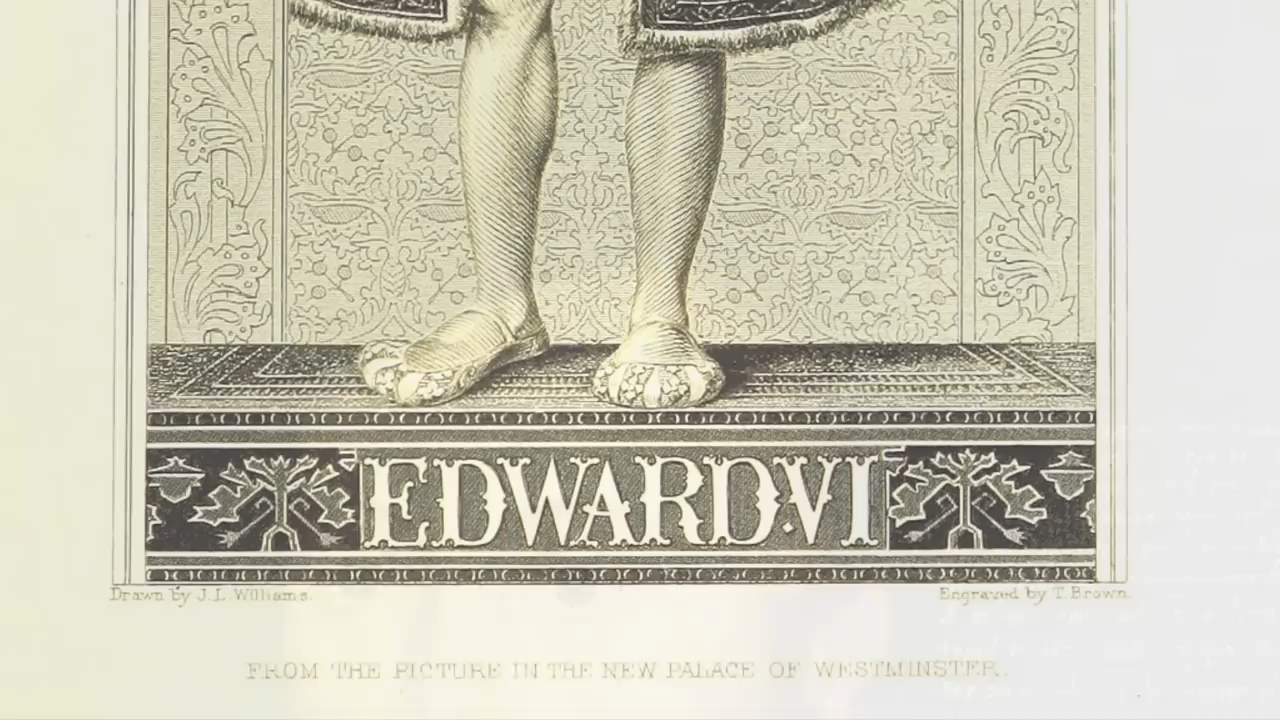 EDWARD·VI
Drawn by J.L. Williams.
Engraved by T. Brown.
FROM THE PICTURE IN THE NEW PALACE OF WESTMINSTER.